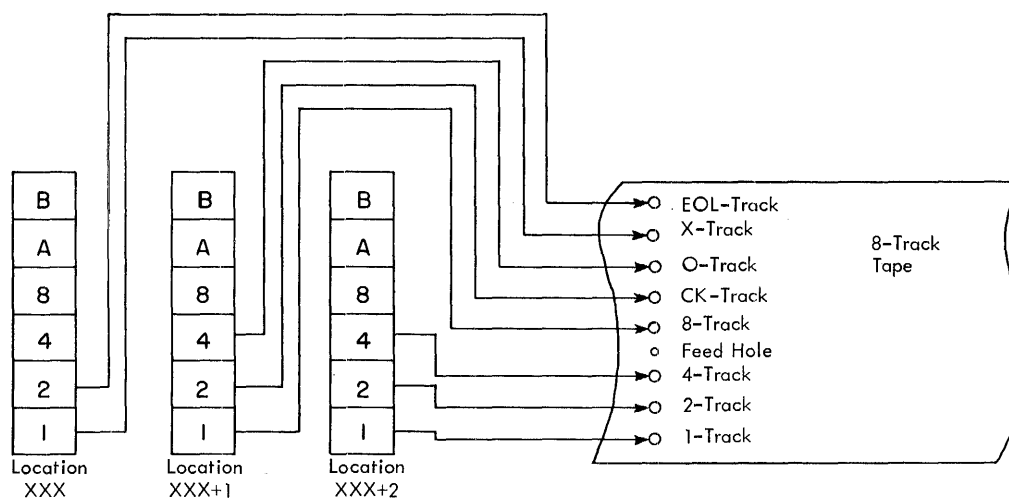 B
A
8
4
2
1
Location
XXX
B
A
8
4
2
1
Location
XXX+1
B
A
8
4
2
1
Location
XXX+2
EOL-Track
X-Track
O-Track
CK-Track
8-Track
Feed Hole
4-Track
2-Track
1-Track
8-Track
Tape